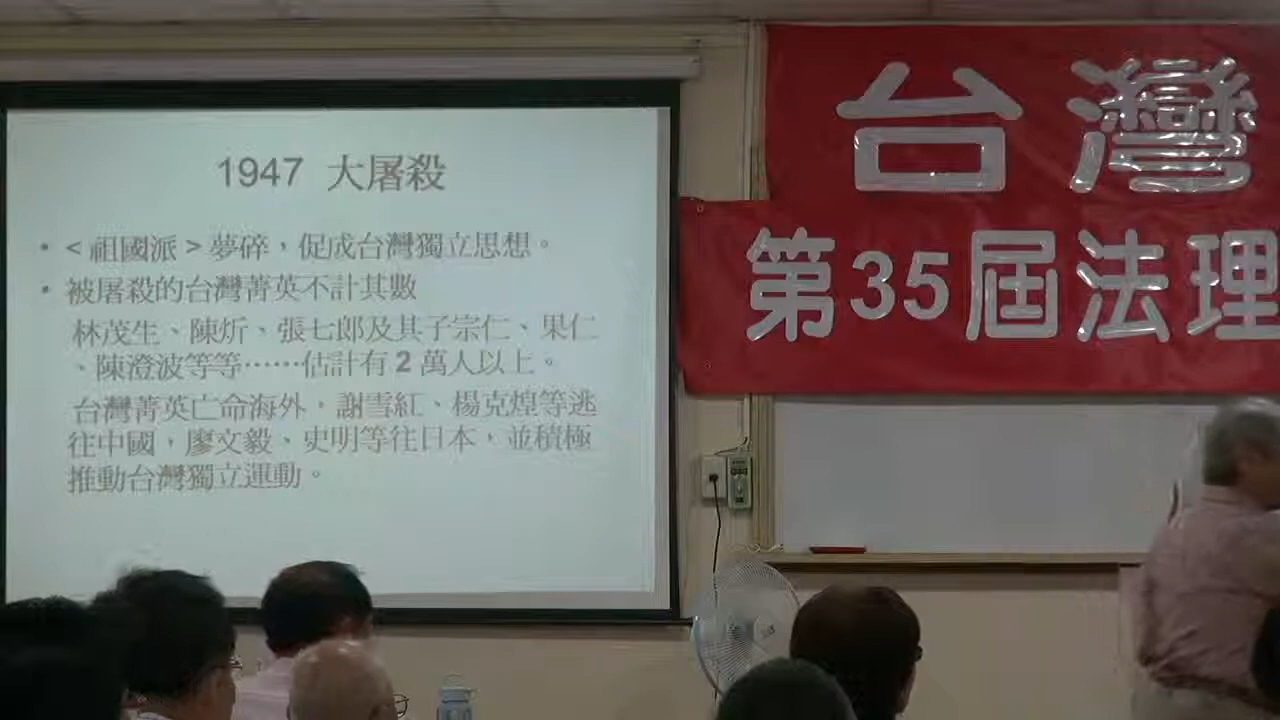 1947 大屠殺
• < 祖國派 > 夢碎，促成台灣獨立思想。
• 被屠殺的台灣菁英不計其數
林茂生、陳炘、張七郎及其子宗仁、果仁
、陳澄波等等……估計有 2 萬人以上。
台灣菁英亡命海外，謝雪紅、楊克煌等逃
往中國，廖文毅、史明等往日本，並積極
推動台灣獨立運動。
台灣
第35屆法理